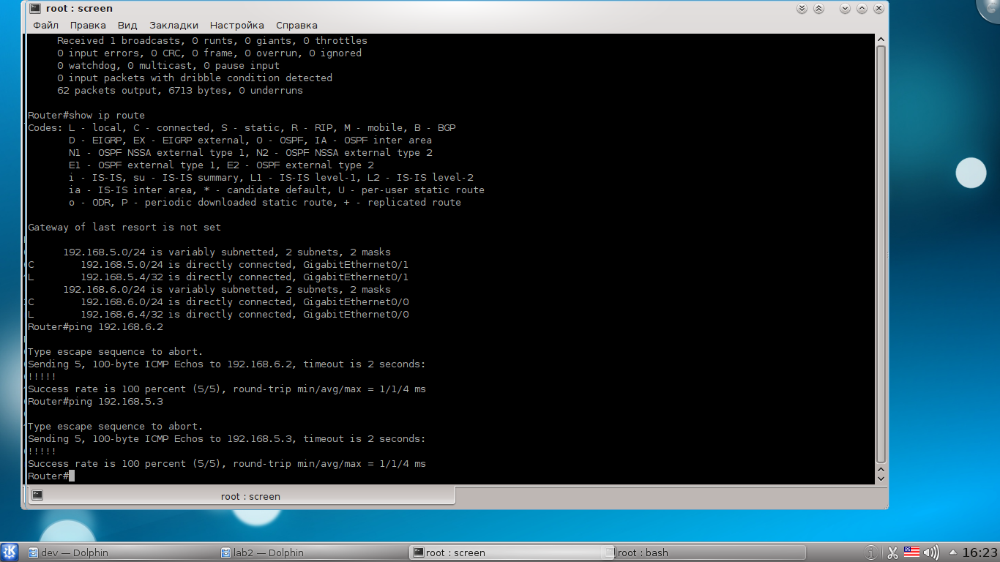 root : screen
Файл Правка Вид Закладки Настройка Справка
Received 1 broadcasts, 0 runts, 0 giants, 0 throttles
0 input errors, 0 CRC, 0 frame, 0 overrun, 0 ignored
0 watchdog, 0 multicast, 0 pause input
0 input packets with dribble condition detected
62 packets output, 6713 bytes, 0 underruns
Router#show ip route
Codes: L - local, C - connected, S - static, R - RIP, M - mobile, B - BGP
D - EIGRP, EX - EIGRP external, O - OSPF, IA - OSPF inter area
N1 - OSPF NSSA external type 1, N2 - OSPF NSSA external type 2
E1 - OSPF external type 1, E2 - OSPF external type 2
i - IS-IS, su - IS-IS summary, L1 - IS-IS level-1, L2 - IS-IS level-2
ia - IS-IS inter area, * - candidate default, U - per-user static route
o - ODR, P - periodic downloaded static route, + - replicated route
Gateway of last resort is not set
192.168.5.0/24 is variably subnetted, 2 subnets, 2 masks
C 192.168.5.0/24 is directly connected, GigabitEthernet0/1
L 192.168.5.4/32 is directly connected, GigabitEthernet0/1
192.168.6.0/24 is variably subnetted, 2 subnets, 2 masks
C 192.168.6.0/24 is directly connected, GigabitEthernet0/0
L 192.168.6.4/32 is directly connected, GigabitEthernet0/0
Router#ping 192.168.6.2
Type escape sequence to abort.
Sending 5, 100-byte ICMP Echos to 192.168.6.2, timeout is 2 seconds:
!!!!!
Success rate is 100 percent (5/5), round-trip min/avg/max = 1/1/4 ms
Router#ping 192.168.5.3
Type escape sequence to abort.
Sending 5, 100-byte ICMP Echos to 192.168.5.3, timeout is 2 seconds:
!!!!!
Success rate is 100 percent (5/5), round-trip min/avg/max = 1/1/4 ms
Router#
root : screen
dev — Dolphin lab2 — Dolphin root : screen root : bash 16:23